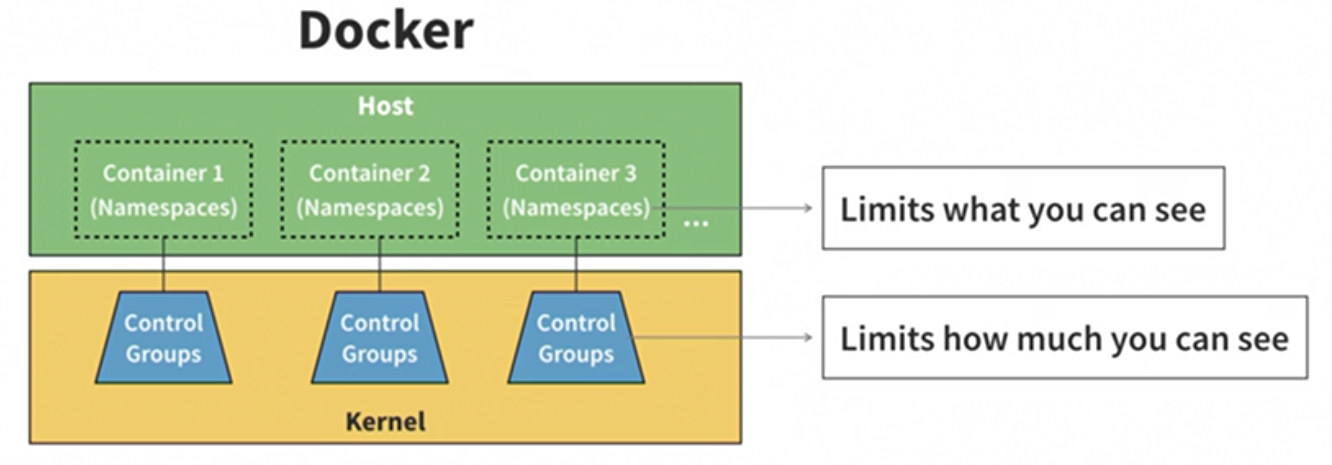 Docker
Host
Container 1
(Namespaces)
Container 2
(Namespaces)
Container 3
(Namespaces)
...
Limits what you can see
Control
Groups
Control
Groups
Control
Groups
Limits how much you can see
Kernel